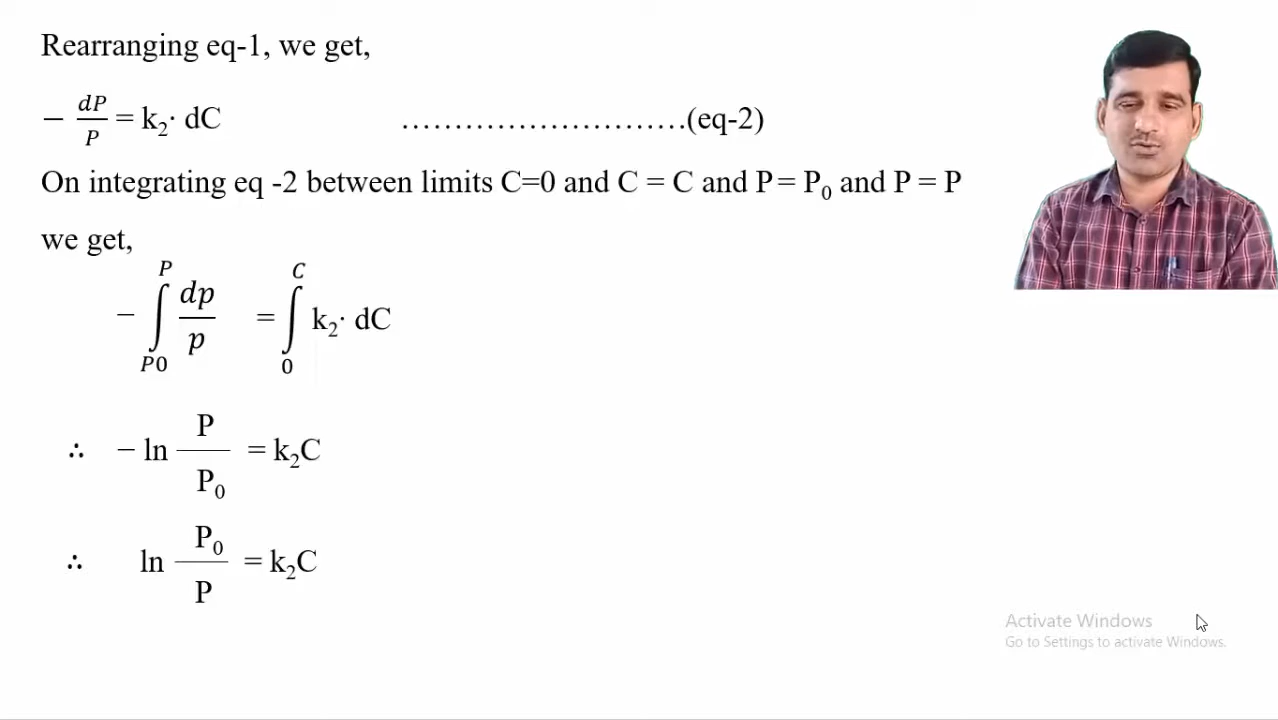 Rearranging eq-1, we get,
− dP/P = k₂· dC ………………………(eq-2)
On integrating eq -2 between limits C=0 and C = C and P = P₀ and P = P
we get,
− ∫_{P0}^{P} dp/p = ∫_{0}^{C} k₂· dC
∴ − ln P/P₀ = k₂C
∴ ln P₀/P = k₂C
Activate Windows
Go to Settings to activate Windows.